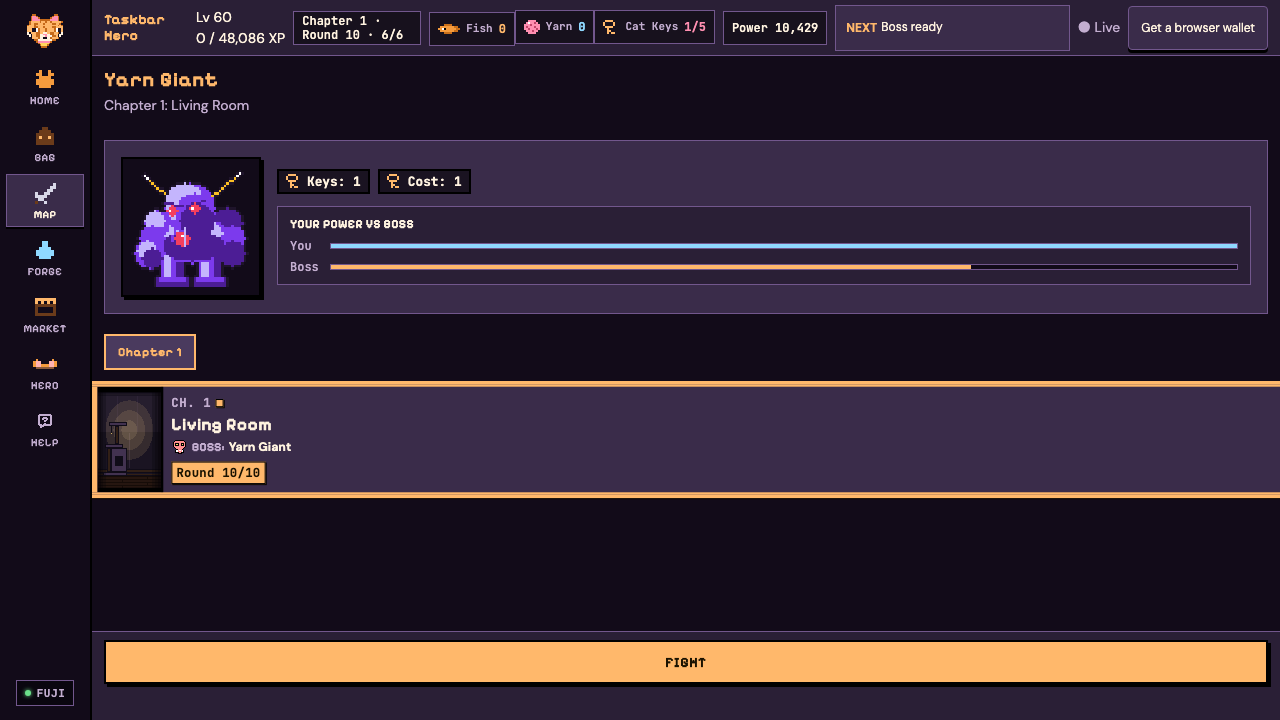 Taskbar Hero
Lv 60
0 / 48,086 XP
Chapter 1 ·
Round 10 · 6/6
Fish 0
Yarn 0
Cat Keys 1/5
Power 10,429
NEXT Boss ready
Live
Get a browser wallet
HOME
BAG
MAP
FORGE
MARKET
HERO
HELP
FUJI
Yarn Giant
Chapter 1: Living Room
Keys: 1
Cost: 1
YOUR POWER VS BOSS
You
Boss
Chapter 1
CH. 1
Living Room
BOSS: Yarn Giant
Round 10/10
FIGHT